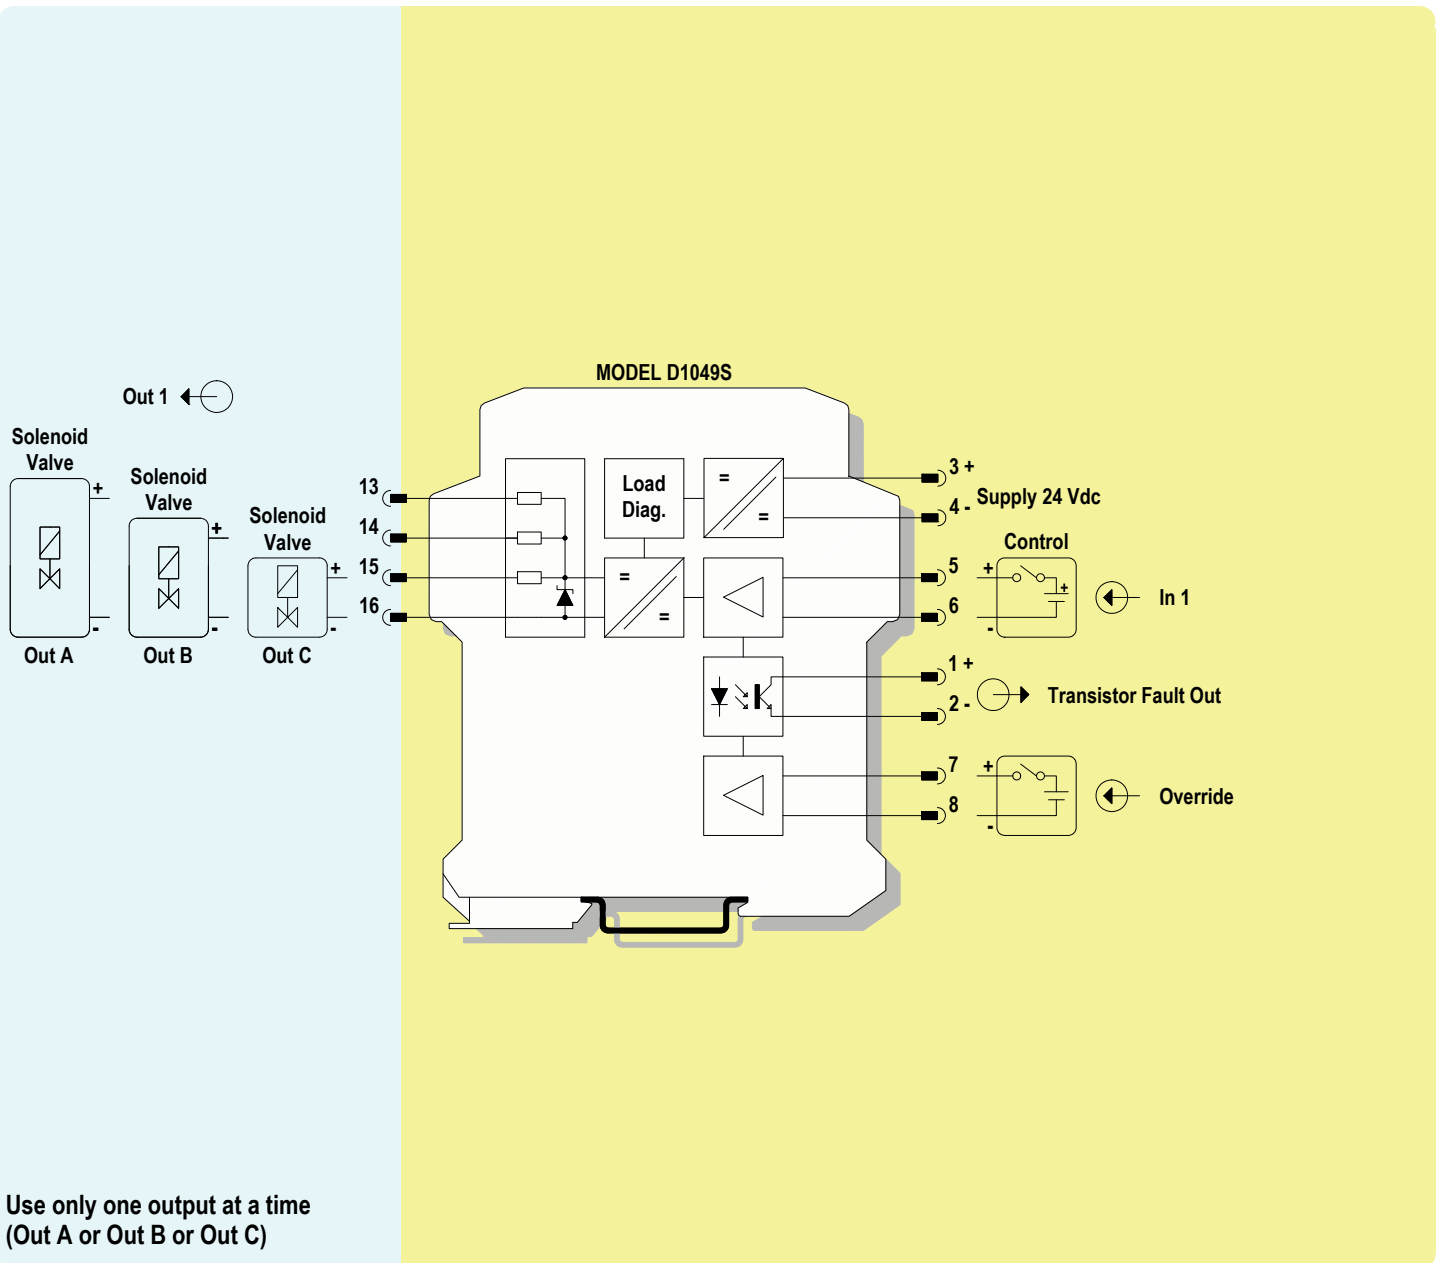 MODEL D1049S
Out 1
Solenoid
Valve
+
-
Out A
Solenoid
Valve
+
-
Out B
Solenoid
Valve
+
-
Out C
13
14
15
16
Load
Diag.
=
=
=
=
3 +
4 -
Supply 24 Vdc
Control
5
6
+
+
-
In 1
1 +
2 -
Transistor Fault Out
7
8
+
-
Override
Use only one output at a time
(Out A or Out B or Out C)